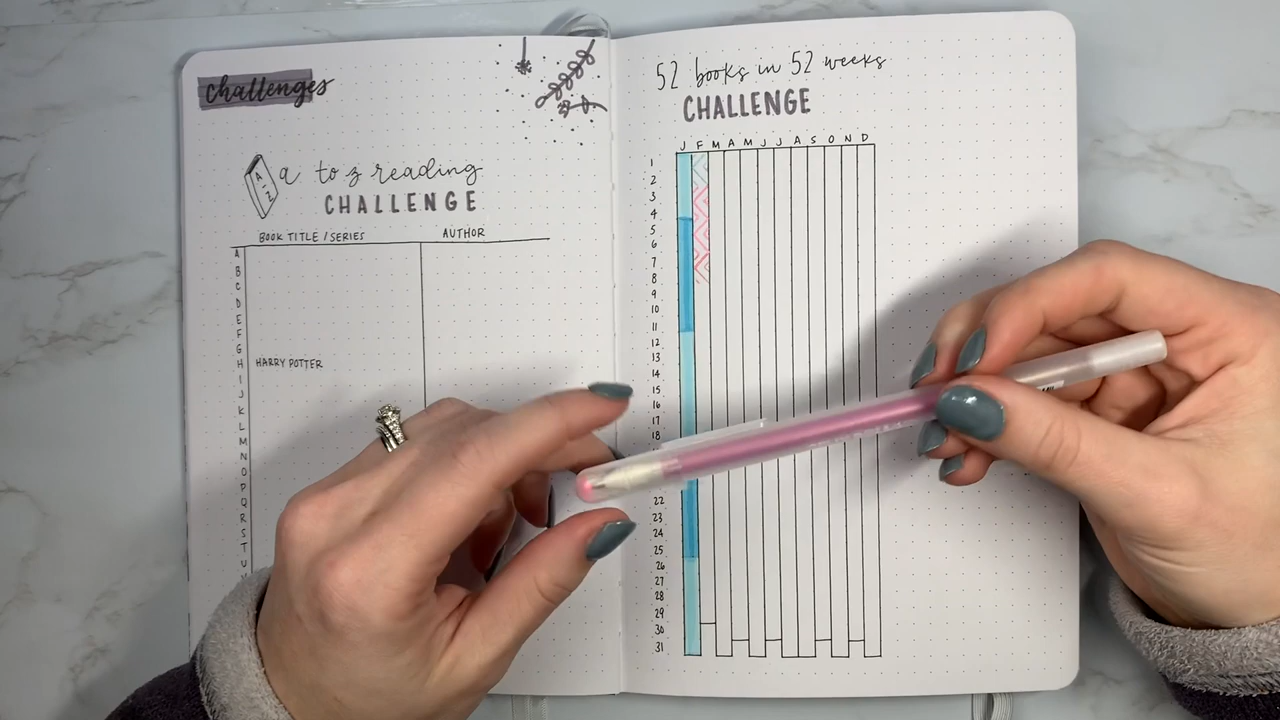 challenges
A - Z
a to z reading
CHALLENGE
BOOK TITLE / SERIES AUTHOR
A
B
C
D
E
F
G
H HARRY POTTER
I
J
K
L
M
N
O
P
Q
R
S
T
U
52 books in 52 weeks
CHALLENGE
J F M A M J J A S O N D
1
2
3
4
5
6
7
8
9
10
11
12
13
14
15
16
17
18
22
23
24
25
26
27
28
29
30
31